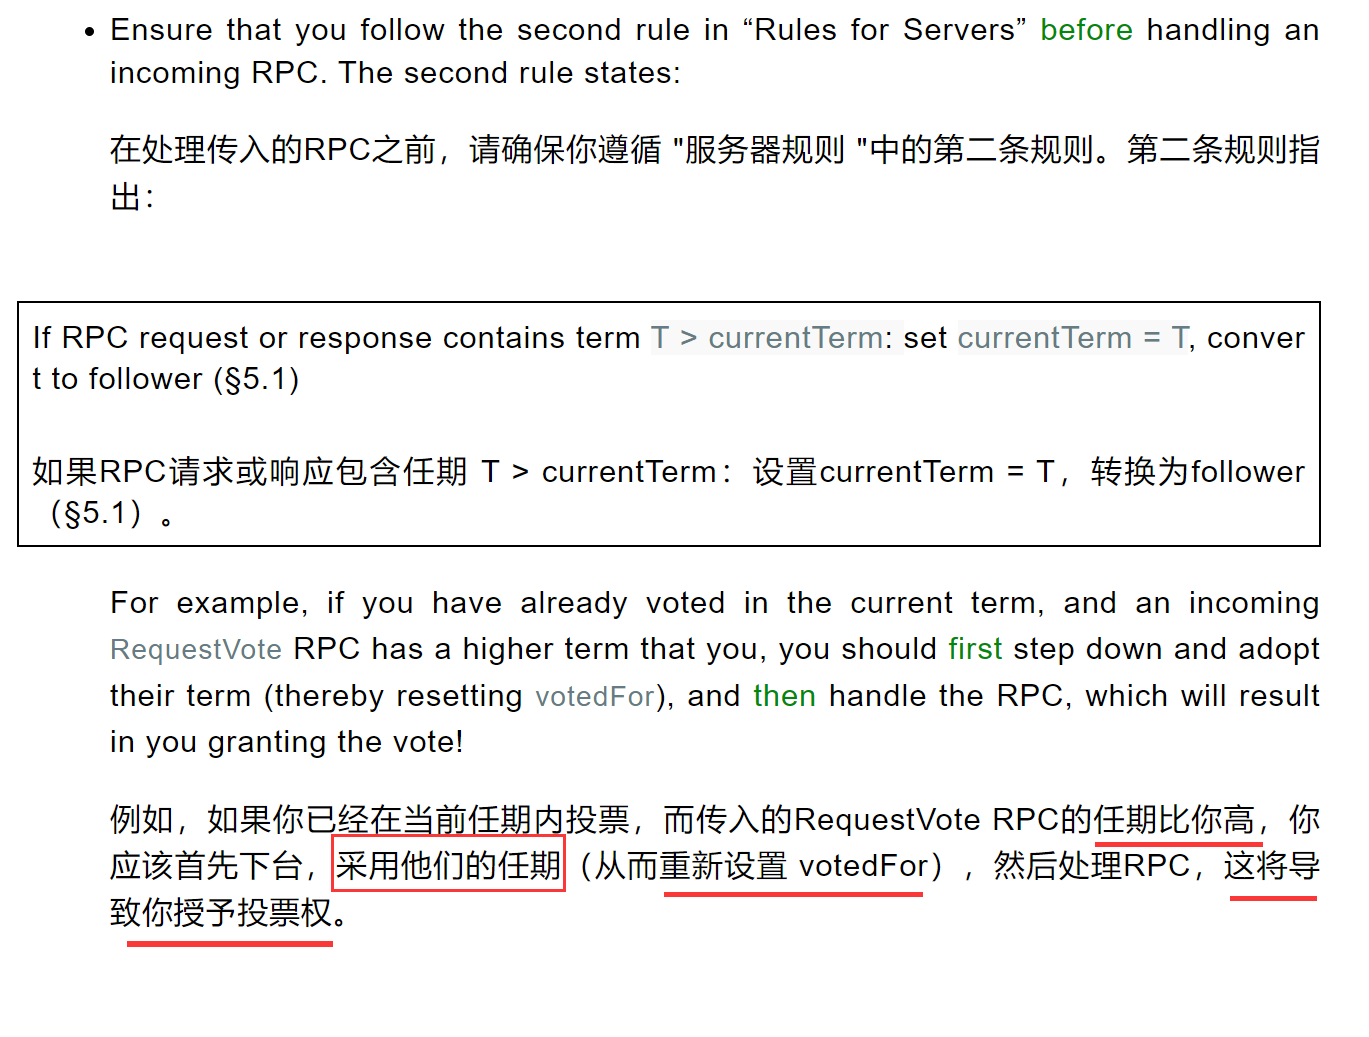 Ensure that you follow the second rule in “Rules for Servers” before handling an
incoming RPC. The second rule states:
在处理传入的RPC之前，请确保你遵循 "服务器规则 "中的第二条规则。第二条规则指
出：
If RPC request or response contains term T > currentTerm: set currentTerm = T, conver
t to follower (§5.1)
如果RPC请求或响应包含任期 T > currentTerm：设置currentTerm = T，转换为follower
（§5.1）。
For example, if you have already voted in the current term, and an incoming
RequestVote RPC has a higher term that you, you should first step down and adopt
their term (thereby resetting votedFor), and then handle the RPC, which will result
in you granting the vote!
例如，如果你已经在当前任期内投票，而传入的RequestVote RPC的任期比你高，你
应该首先下台，采用他们的任期（从而重新设置 votedFor），然后处理RPC，这将导
致你授予投票权。